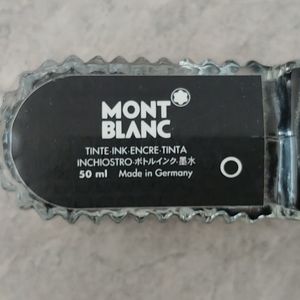 MONT
BLANC
TINTE·INK·ENCRE·TINTA
INCHIOSTRO·ボトルインク·墨水
50 ml Made in Germany